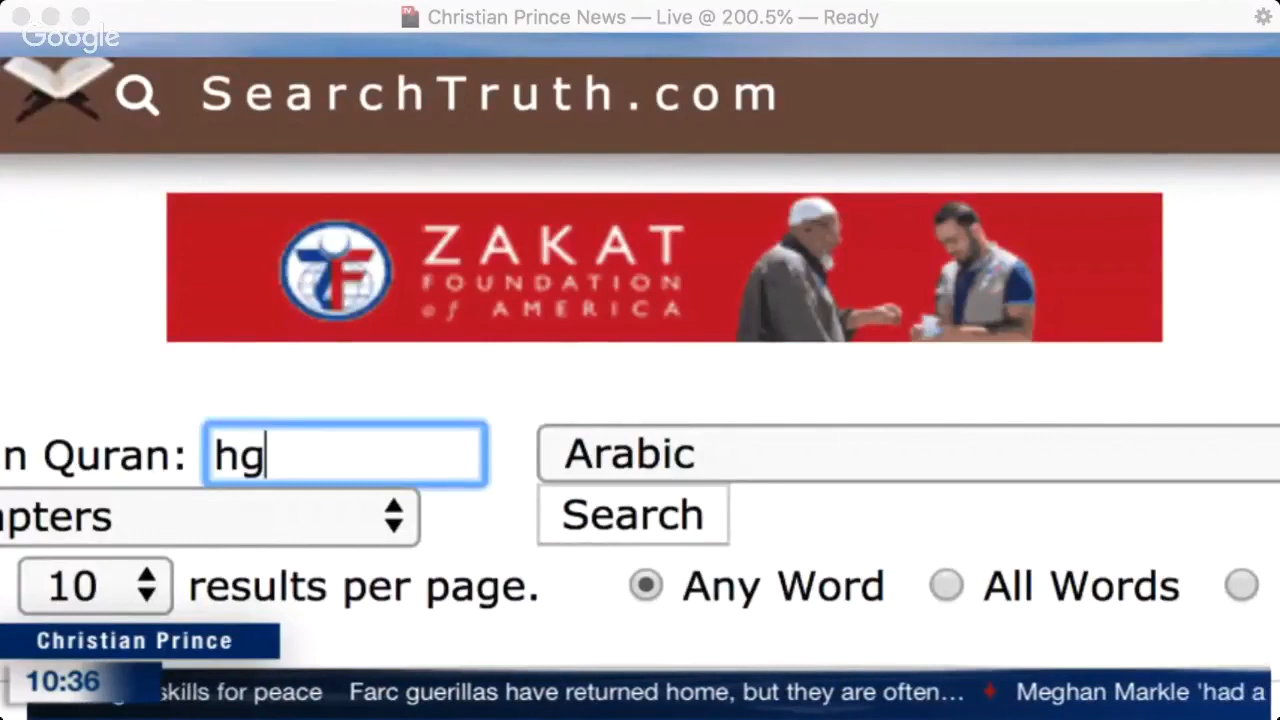 Christian Prince News — Live @ 200.5% — Ready
Google
SearchTruth.com
ZAKAT
FOUNDATION
of AMERICA
n Quran: hg Arabic
apters Search
10 results per page. Any Word All Words
Christian Prince
10:36 skills for peace Farc guerillas have returned home, but they are often... Meghan Markle 'had a